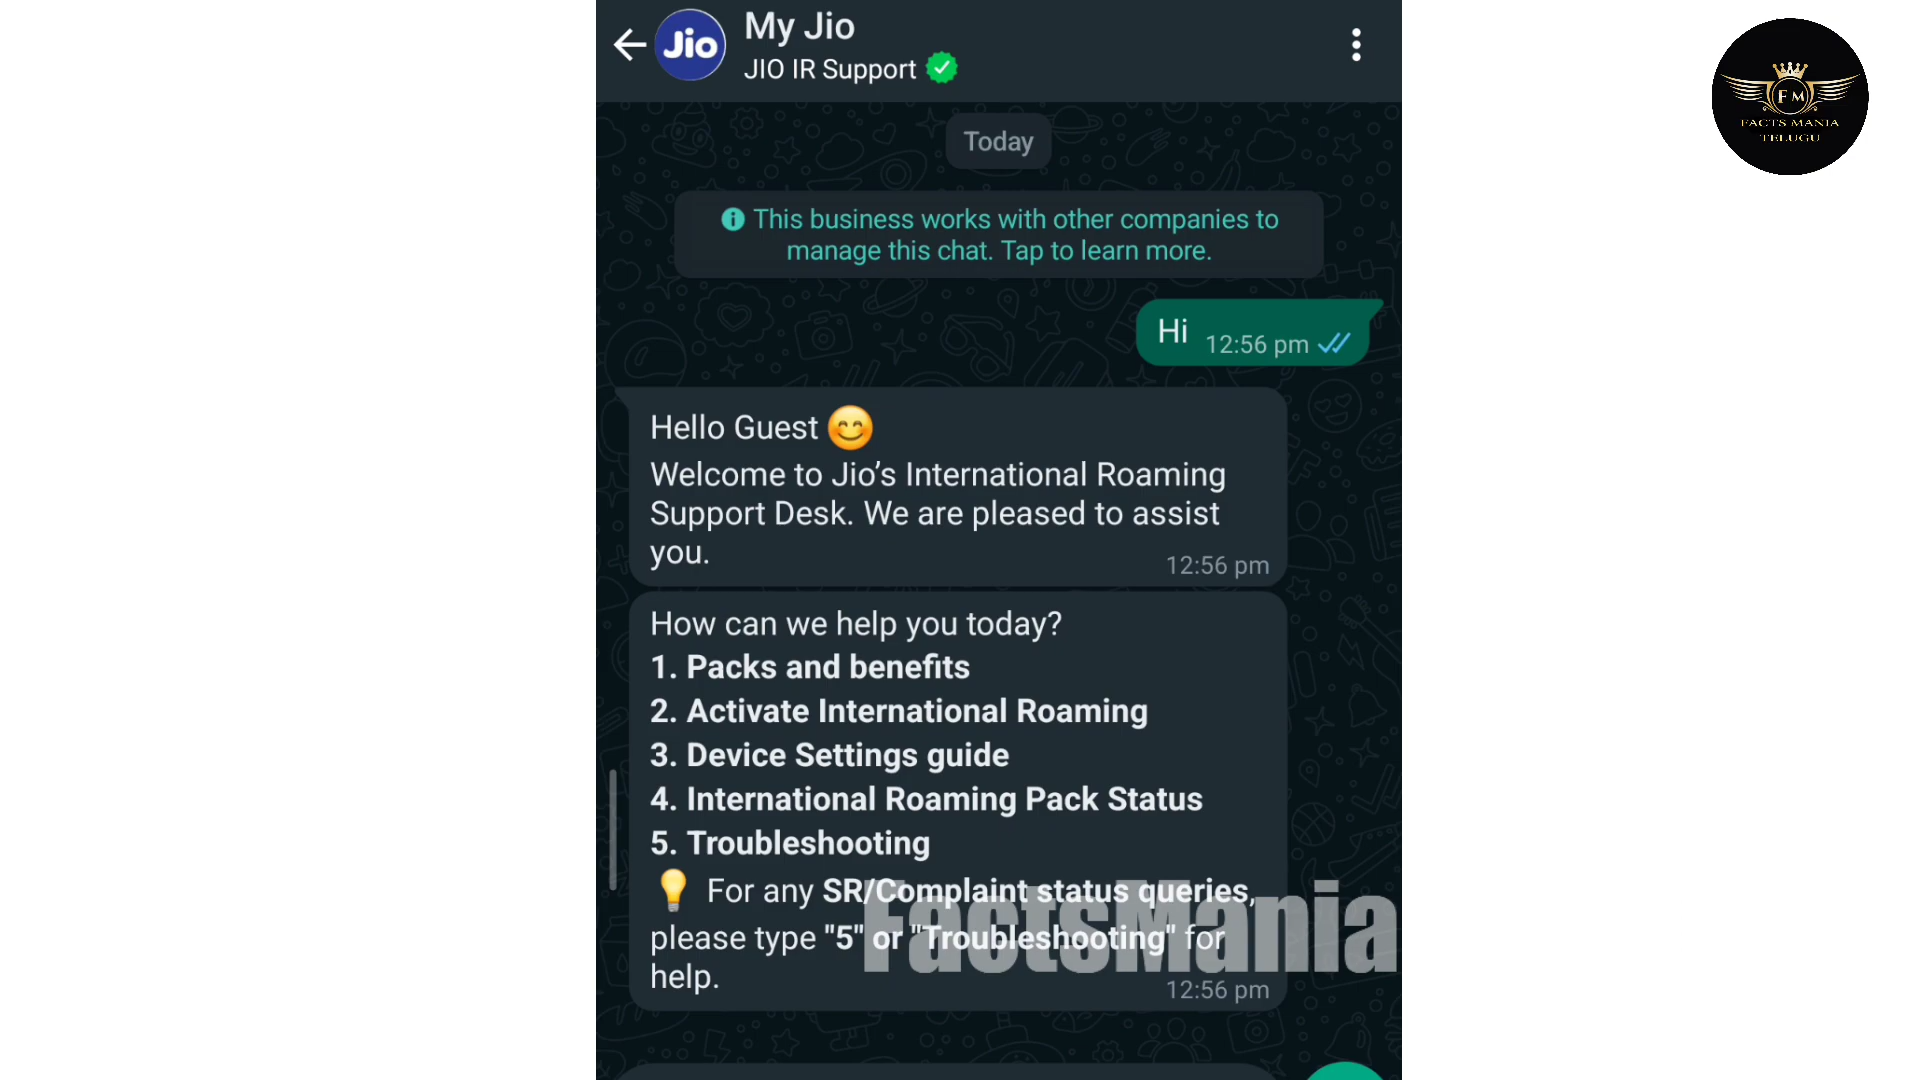 My Jio
Jio
JIO IR Support
F M
FACTS MANIA
TELUGU
Today
This business works with other companies to
manage this chat. Tap to learn more.
Hi 12:56 pm
Hello Guest 😊
Welcome to Jio’s International Roaming
Support Desk. We are pleased to assist
you.
12:56 pm
How can we help you today?
1. Packs and benefits
2. Activate International Roaming
3. Device Settings guide
4. International Roaming Pack Status
5. Troubleshooting
💡 For any SR/Complaint status queries,
please type "5" or "Troubleshooting" for
help.
12:56 pm
FactsMania